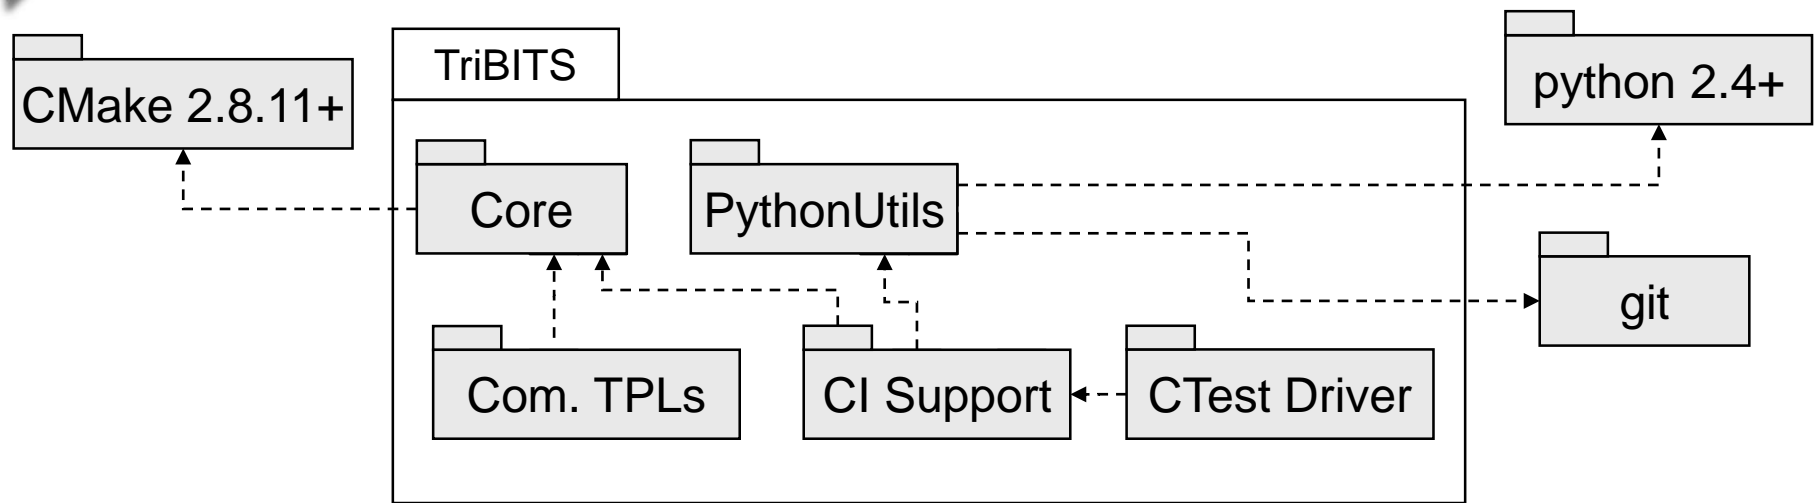 TriBITS
CMake 2.8.11+
python 2.4+
Core
PythonUtils
git
Com. TPLs
CI Support
CTest Driver